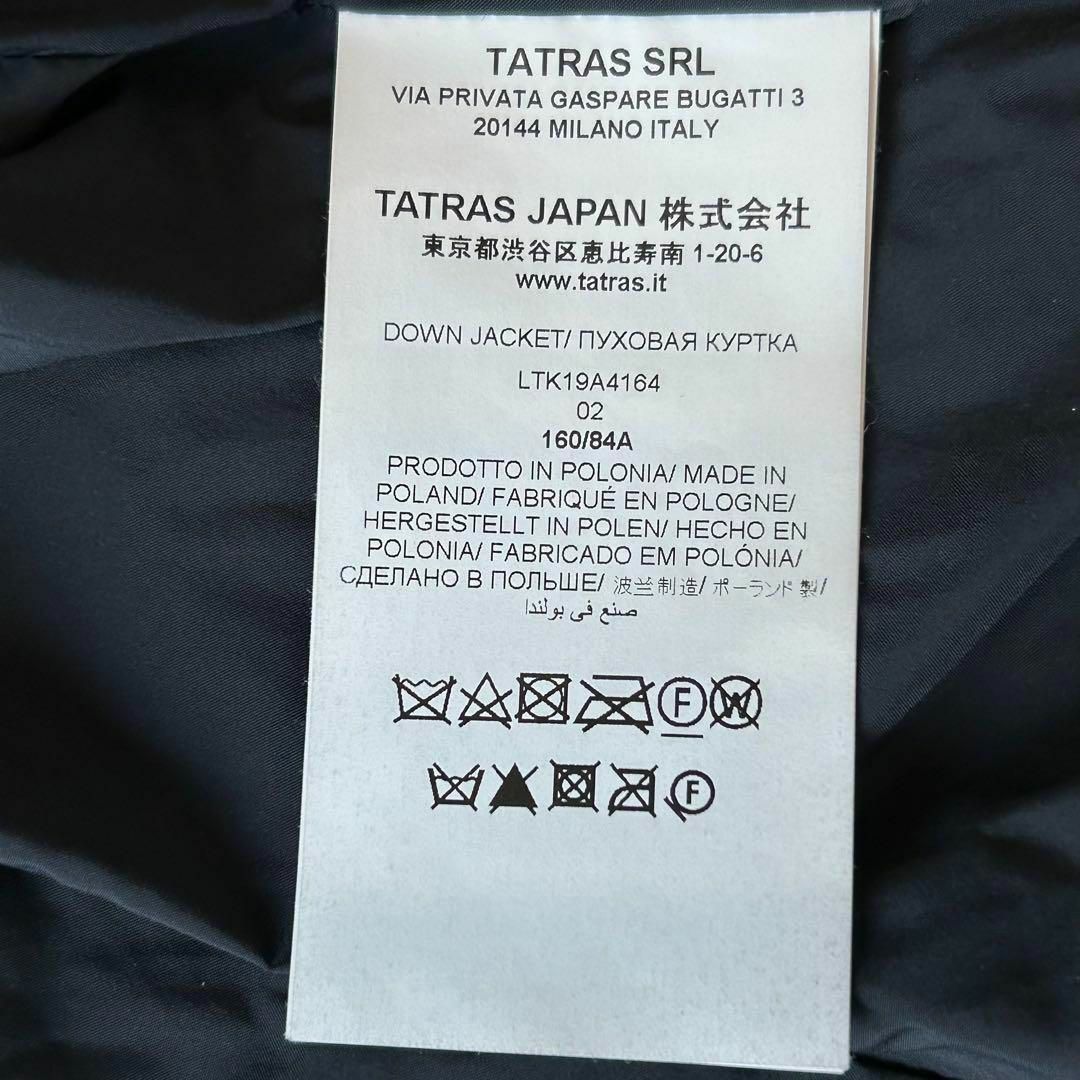 TATRAS SRL
VIA PRIVATA GASPARE BUGATTI 3
20144 MILANO ITALY
TATRAS JAPAN 株式会社
東京都渋谷区恵比寿南 1-20-6
www.tatras.it
DOWN JACKET/ ПУХОВАЯ КУРТКА
LTK19A4164
02
160/84A
PRODOTTO IN POLONIA/ MADE IN
POLAND/ FABRIQUÉ EN POLOGNE/
HERGESTELLT IN POLEN/ HECHO EN
POLONIA/ FABRICADO EM POLÓNIA/
СДЕЛАНО В ПОЛЬШЕ/ 波兰制造/ ポーランド製/
صنع في بولندا
F W
F